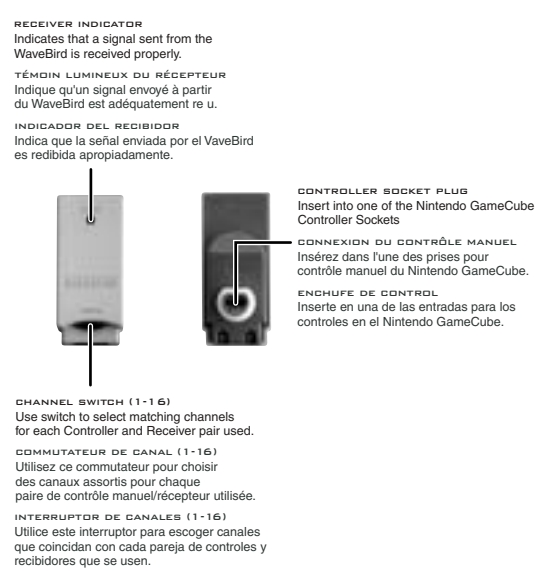 RECEIVER INDICATOR
Indicates that a signal sent from the
WaveBird is received properly.
TÉMOIN LUMINEUX DU RÉCEPTEUR
Indique qu'un signal envoyé à partir
du WaveBird est adéquatement re u.
INDICADOR DEL RECIBIDOR
Indica que la señal enviada por el VaveBird
es redibida apropiadamente.
CONTROLLER SOCKET PLUG
Insert into one of the Nintendo GameCube
Controller Sockets
CONNEXION DU CONTRÔLE MANUEL
Insérez dans l'une des prises pour
contrôle manuel du Nintendo GameCube.
ENCHUFE DE CONTROL
Inserte en una de las entradas para los
controles en el Nintendo GameCube.
CHANNEL SWITCH (1-16)
Use switch to select matching channels
for each Controller and Receiver pair used.
COMMUTATEUR DE CANAL (1-16)
Utilisez ce commutateur pour choisir
des canaux assortis pour chaque
paire de contrôle manuel/récepteur utilisée.
INTERRUPTOR DE CANALES (1-16)
Utilice este interruptor para escoger canales
que coincidan con cada pareja de controles y
recibidores que se usen.